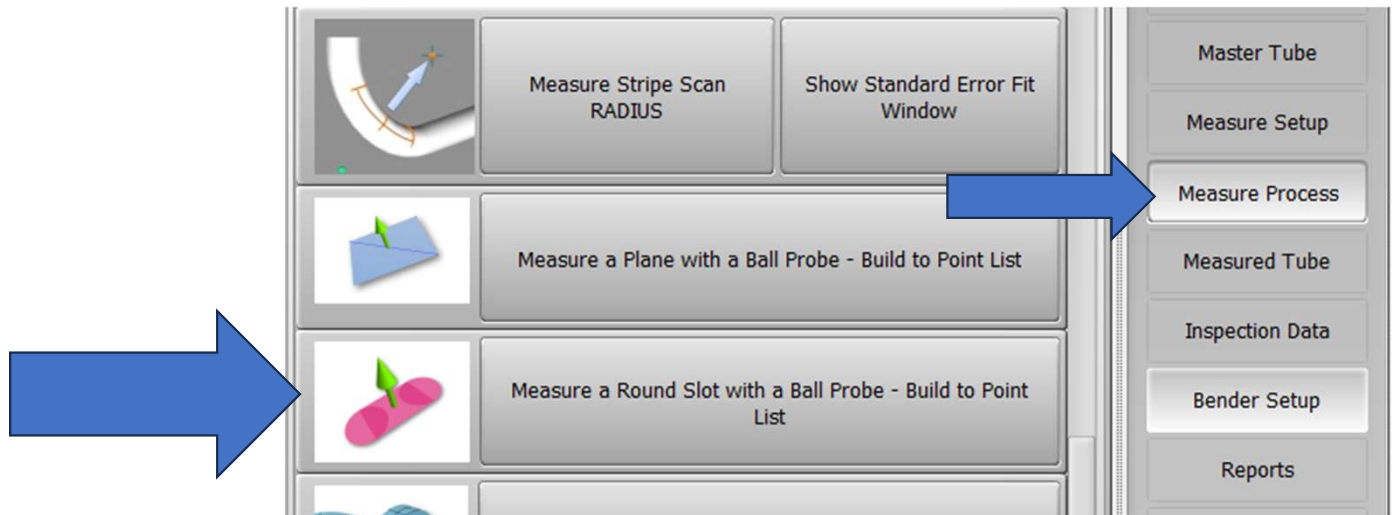 Measure Stripe Scan
RADIUS
Show Standard Error Fit
Window
Measure a Plane with a Ball Probe - Build to Point List
Measure a Round Slot with a Ball Probe - Build to Point
List
Master Tube
Measure Setup
Measure Process
Measured Tube
Inspection Data
Bender Setup
Reports